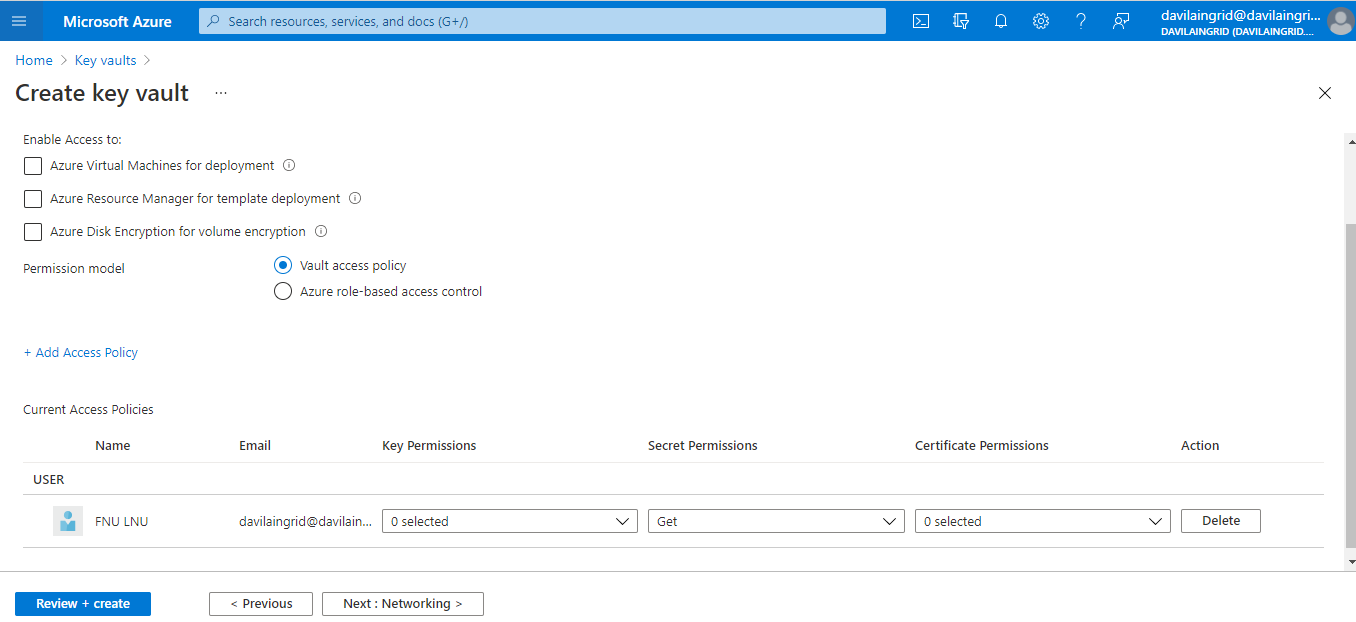 Microsoft Azure
Search resources, services, and docs (G+/)
davilaingrid@davilaingri...
DAVILAINGRID (DAVILAINGRID....
Home > Key vaults >
Create key vault ...
Enable Access to:
Azure Virtual Machines for deployment
Azure Resource Manager for template deployment
Azure Disk Encryption for volume encryption
Permission model
Vault access policy
Azure role-based access control
+ Add Access Policy
Current Access Policies
Name Email Key Permissions Secret Permissions Certificate Permissions Action
USER
FNU LNU davilaingrid@davilain... 0 selected Get 0 selected Delete
Review + create < Previous Next : Networking >